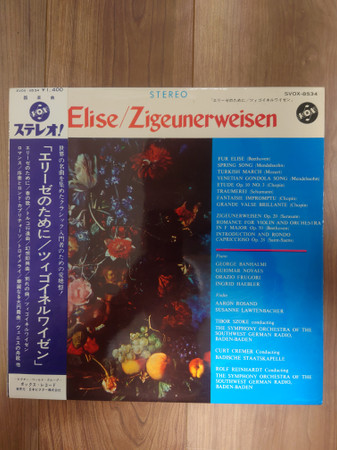 STEREO
SVOX-8534
¥1,800
VOX
ステレオ!
Elise/Zigeunerweisen
「エリーゼのために/ツィゴイネルワイゼン」
FÜR ELISE (Beethoven)
SPRING SONG (Mendelssohn)
TURKISH MARCH (Mozart)
VENETIAN GONDOLA SONG (Mendelssohn)
ETUDE Op. 10 NO. 3 (Chopin)
TRAUMEREI (Schumann)
FANTASIE IMPROMPTU (Chopin)
GRANDE VALSE BRILLANTE (Chopin)
ZIGEUNERWEISEN Op. 20 (Sarasate)
ROMANCE FOR VIOLIN AND ORCHESTRA
IN F MAJOR Op. 50 (Beethoven)
INTRODUCTION AND RONDO
CAPRICCIOSO Op. 28 (Saint-Saëns)
Piano
GEORGE BANHALMI
GUIOMAR NOVAES
ORAZIO FRUGONI
INGRID HAEBLER
Violin
AARON ROSAND
SUSANNE LAWTENBACHER
TIBOR SZÖKE conducting
THE SYMPHONY ORCHESTRA OF THE
SOUTHWEST GERMAN RADIO,
BADEN-BADEN
CURT CREMER Conducting
BADISCHE STAATSKAPELLE
ROLF REINHARDT Conducting
THE SYMPHONY ORCHESTRA OF THE
SOUTHWEST GERMAN RADIO,
BADEN-BADEN